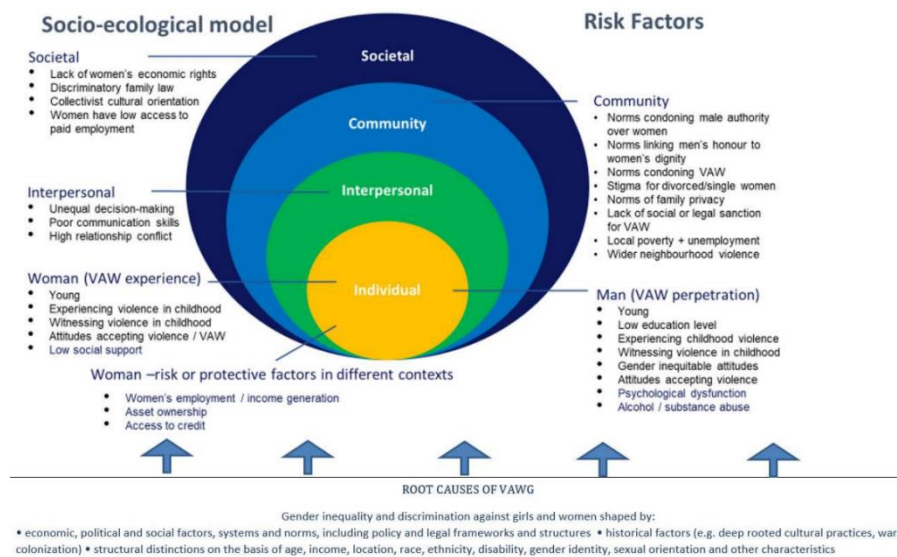 Socio-ecological model
Risk Factors
Societal
• Lack of women's economic rights
• Discriminatory family law
• Collectivist cultural orientation
• Women have low access to
paid employment
Interpersonal
• Unequal decision-making
• Poor communication skills
• High relationship conflict
Woman (VAW experience)
• Young
• Experiencing violence in childhood
• Witnessing violence in childhood
• Attitudes accepting violence / VAW
• Low social support
Societal
Community
Interpersonal
Individual
Community
• Norms condoning male authority
over women
• Norms linking men's honour to
women's dignity
• Norms condoning VAW
• Stigma for divorced/single women
• Norms of family privacy
• Lack of social or legal sanction
for VAW
• Local poverty + unemployment
• Wider neighbourhood violence
Man (VAW perpetration)
• Young
• Low education level
• Experiencing childhood violence
• Witnessing violence in childhood
• Gender inequitable attitudes
• Attitudes accepting violence
• Psychological dysfunction
• Alcohol / substance abuse
Woman –risk or protective factors in different contexts
• Women's employment / income generation
• Asset ownership
• Access to credit
ROOT CAUSES OF VAWG
Gender inequality and discrimination against girls and women shaped by:
• economic, political and social factors, systems and norms, including policy and legal frameworks and structures • historical factors (e.g. deep rooted cultural practices, war
colonization) • structural distinctions on the basis of age, income, location, race, ethnicity, disability, gender identity, sexual orientation and other characteristics